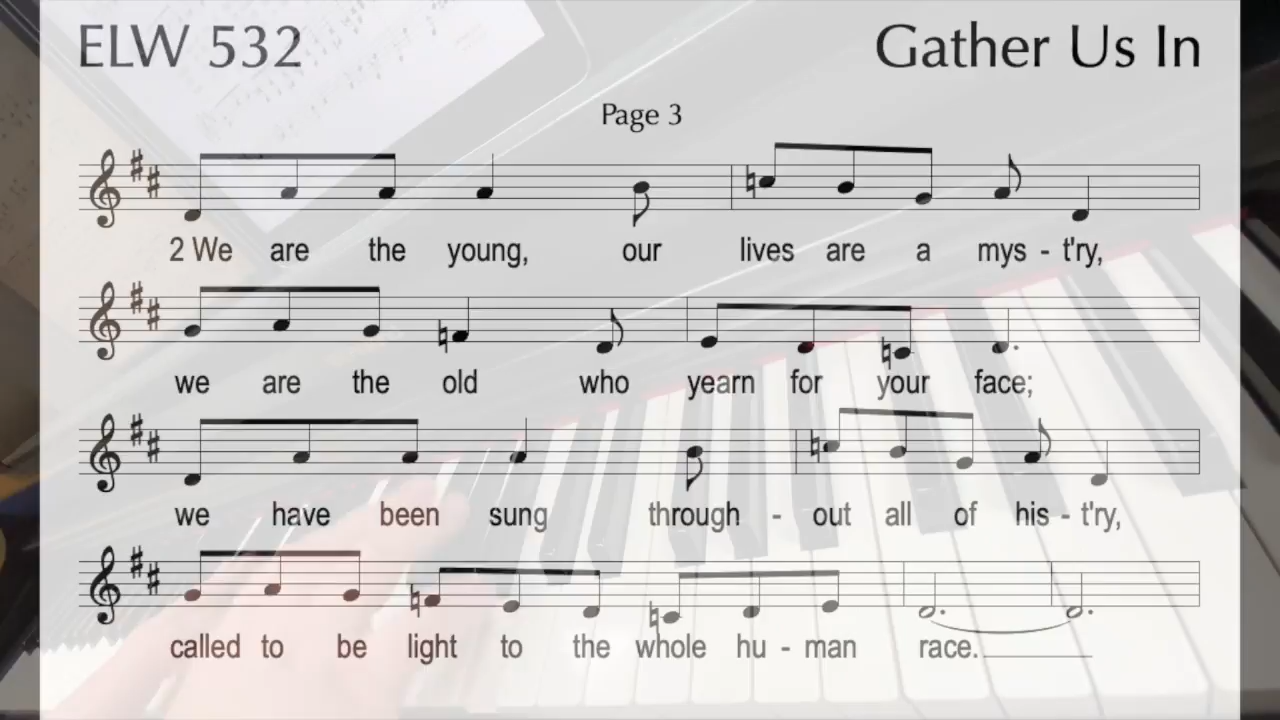 ELW 532
Gather Us In
Page 3
2 We are the young, our lives are a mys - t'ry,
we are the old who yearn for your face;
we have been sung through - out all of his - t'ry,
called to be light to the whole hu - man race.